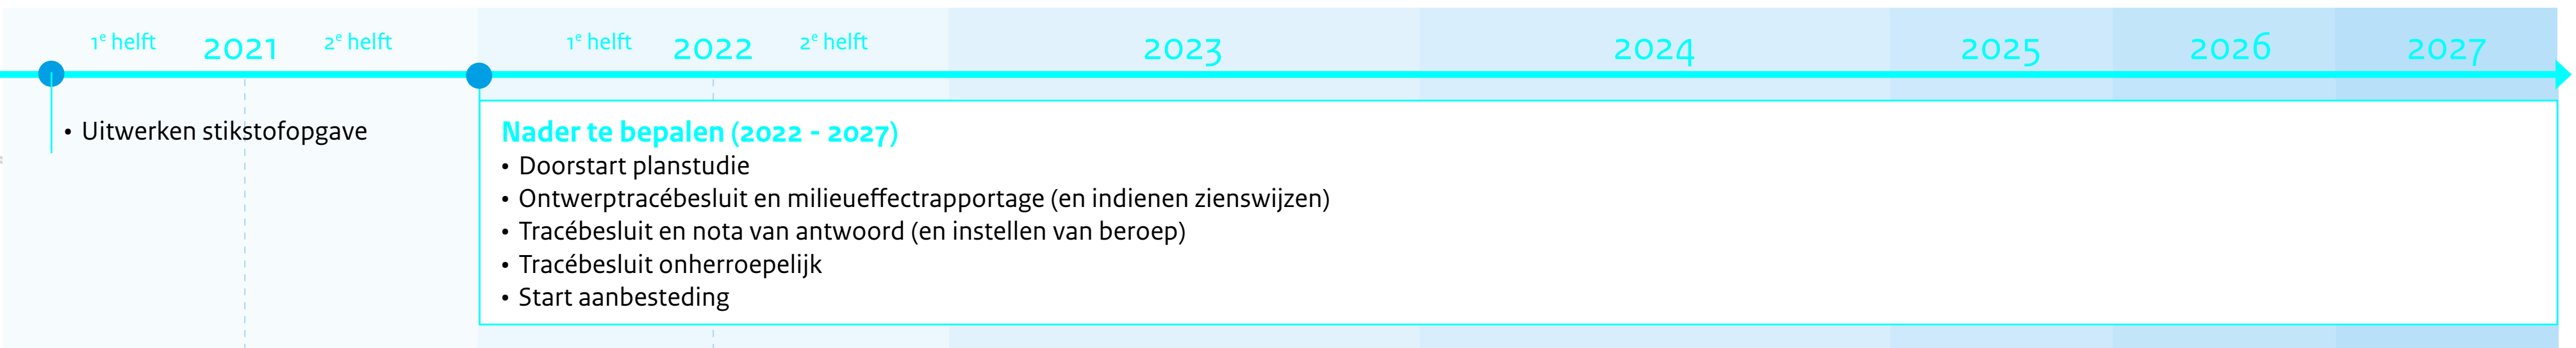 1e helft 2021 2e helft 1e helft 2022 2e helft 2023 2024 2025 2026 2027
• Uitwerken stikstofopgave
Nader te bepalen (2022 - 2027)
• Doorstart planstudie
• Ontwerptracébesluit en milieueffectrapportage (en indienen zienswijzen)
• Tracébesluit en nota van antwoord (en instellen van beroep)
• Tracébesluit onherroepelijk
• Start aanbesteding